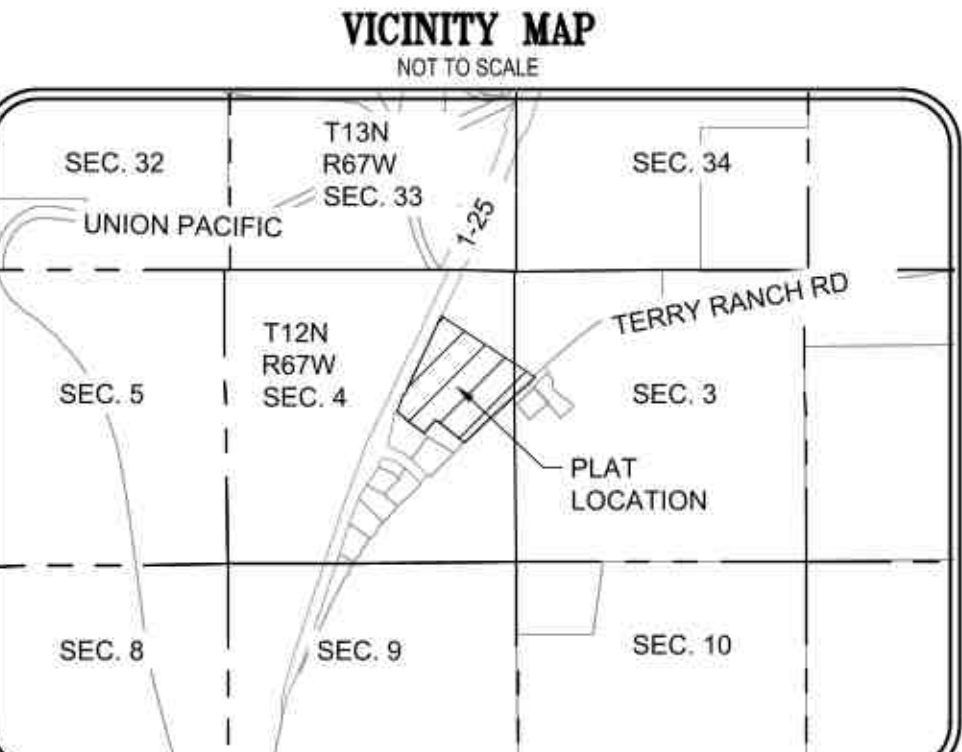 VICINITY MAP
NOT TO SCALE
SEC. 32
T13N
R67W
SEC. 33
SEC. 34
UNION PACIFIC
1-25
TERRY RANCH RD
T12N
R67W
SEC. 4
SEC. 5
SEC. 3
PLAT
LOCATION
SEC. 8
SEC. 9
SEC. 10